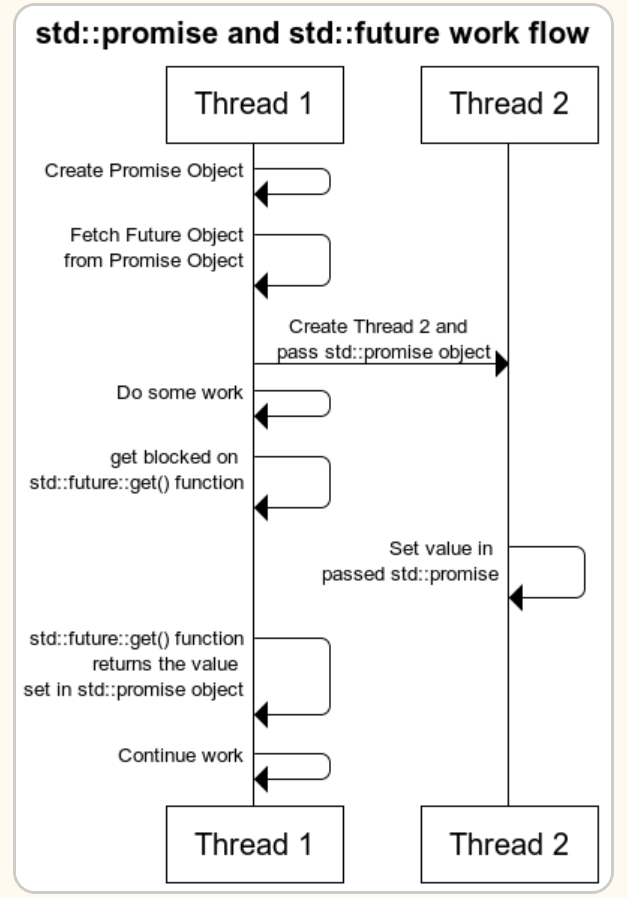 std::promise and std::future work flow
Thread 1
Thread 2
Create Promise Object
Fetch Future Object
from Promise Object
Create Thread 2 and
pass std::promise object
Do some work
get blocked on
std::future::get() function
Set value in
passed std::promise
std::future::get() function
returns the value
set in std::promise object
Continue work
Thread 1
Thread 2